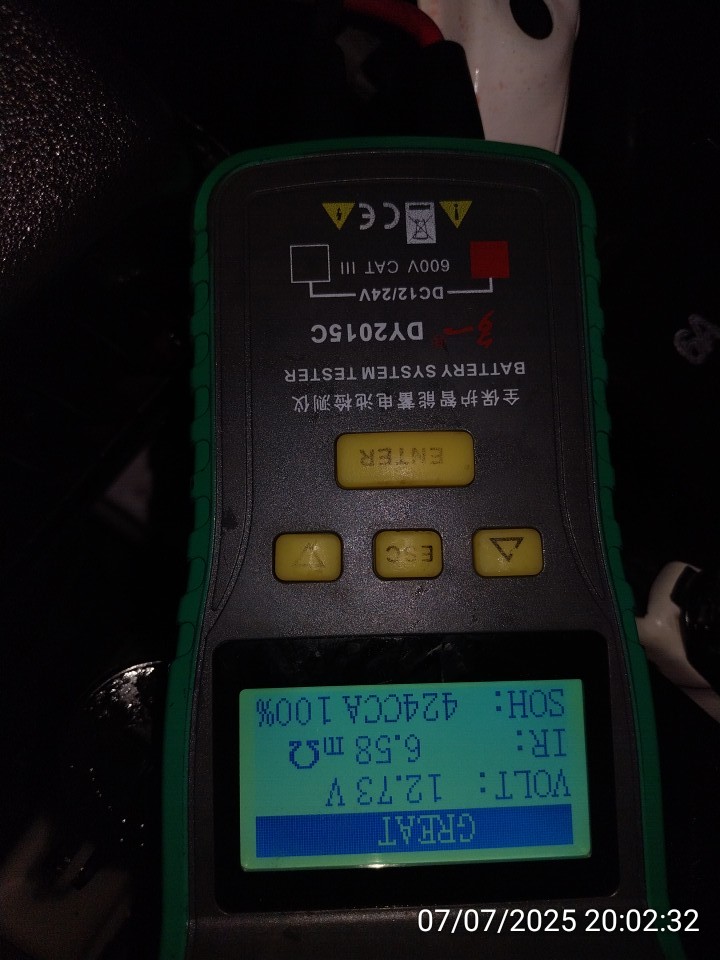 GREAT
VOLT: 12.73 V
IR: 6.58 mΩ
SOH: 424CCA 100%
ESC
ENTER
全保护智能蓄电池检测仪
BATTERY SYSTEM TESTER
DY2015C
DC12/24V
600V CAT III
CE
07/07/2025 20:02:32